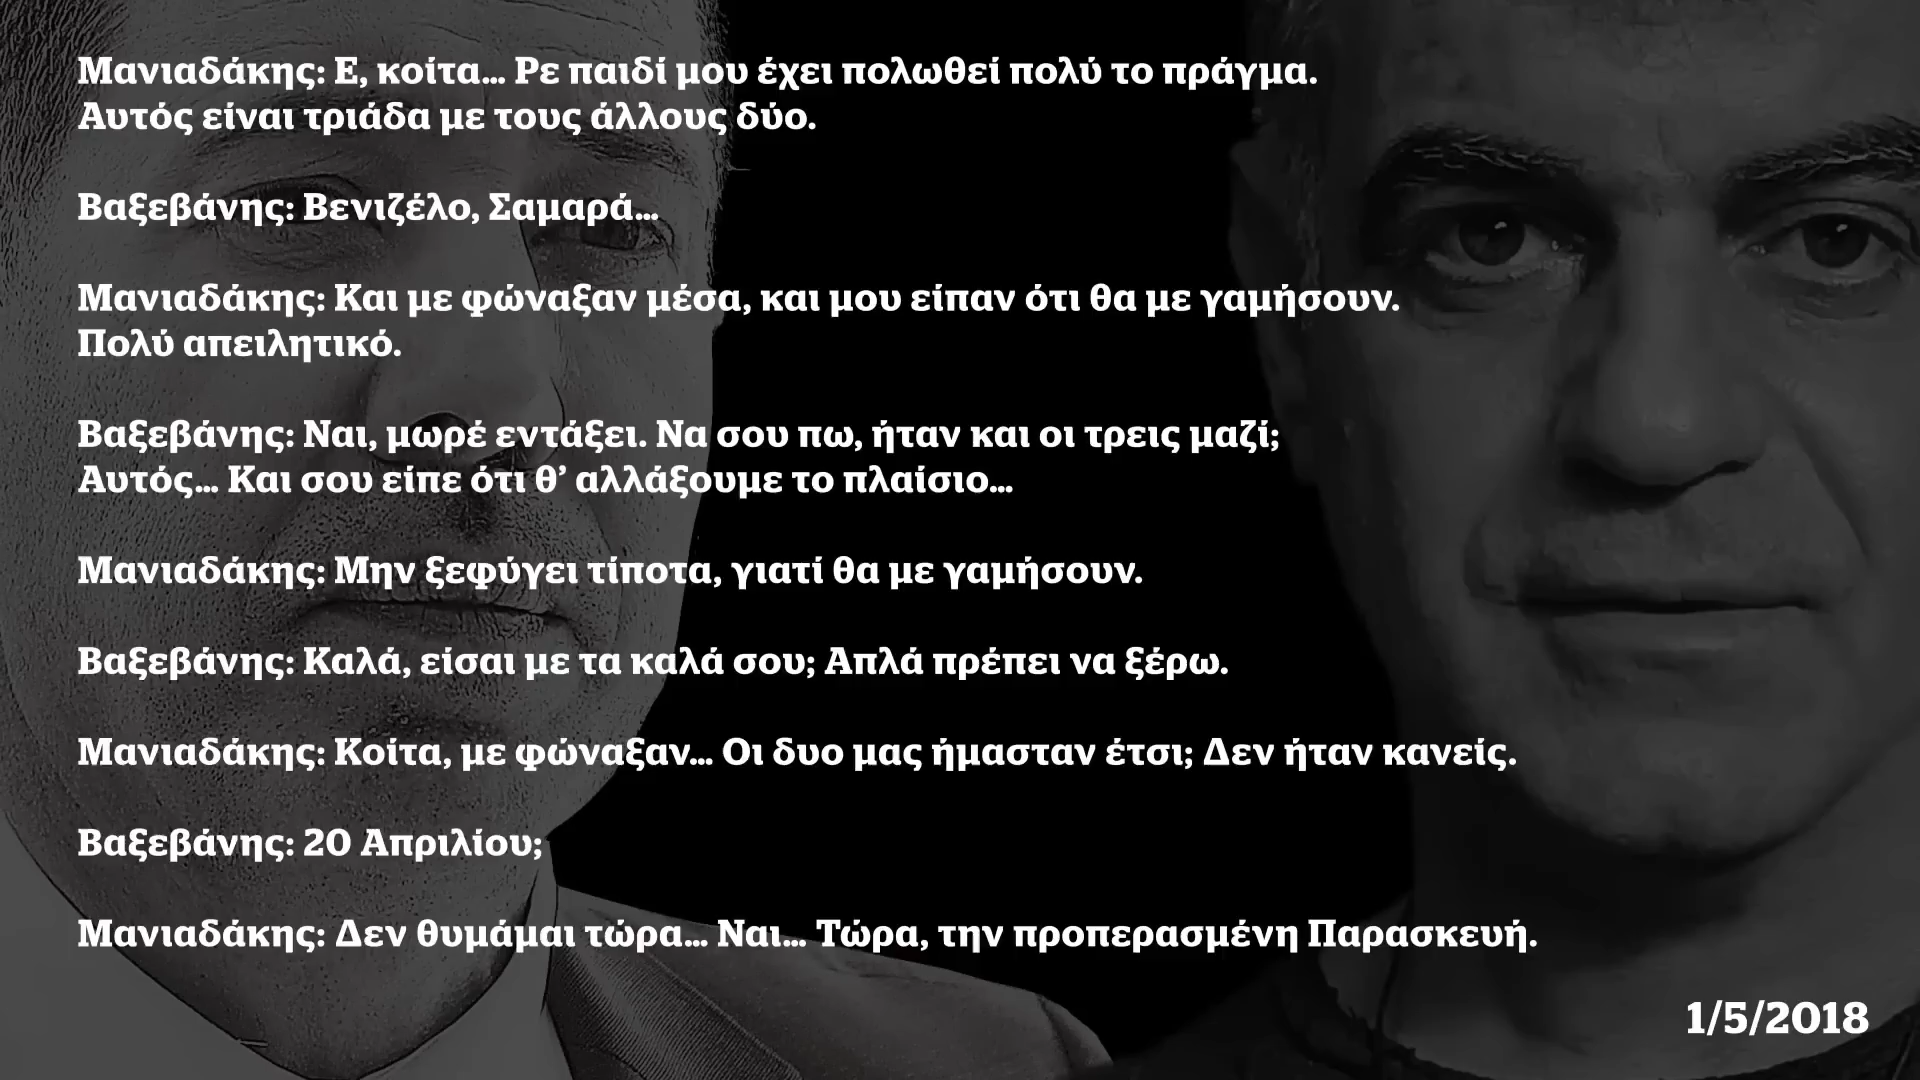 Μανιαδάκης: Ε, κοίτα... Ρε παιδί μου έχει πολωθεί πολύ το πράγμα.
Αυτός είναι τριάδα με τους άλλους δύο.
Βαξεβάνης: Βενιζέλο, Σαμαρά...
Μανιαδάκης: Και με φώναξαν μέσα, και μου είπαν ότι θα με γαμήσουν.
Πολύ απειλητικό.
Βαξεβάνης: Ναι, μωρέ εντάξει. Να σου πω, ήταν και οι τρεις μαζί;
Αυτός... Και σου είπε ότι θ’ αλλάξουμε το πλαίσιο...
Μανιαδάκης: Μην ξεφύγει τίποτα, γιατί θα με γαμήσουν.
Βαξεβάνης: Καλά, είσαι με τα καλά σου; Απλά πρέπει να ξέρω.
Μανιαδάκης: Κοίτα, με φώναξαν... Οι δυο μας ήμασταν έτσι; Δεν ήταν κανείς.
Βαξεβάνης: 20 Απριλίου;
Μανιαδάκης: Δεν θυμάμαι τώρα... Ναι... Τώρα, την προπερασμένη Παρασκευή.
1/5/2018